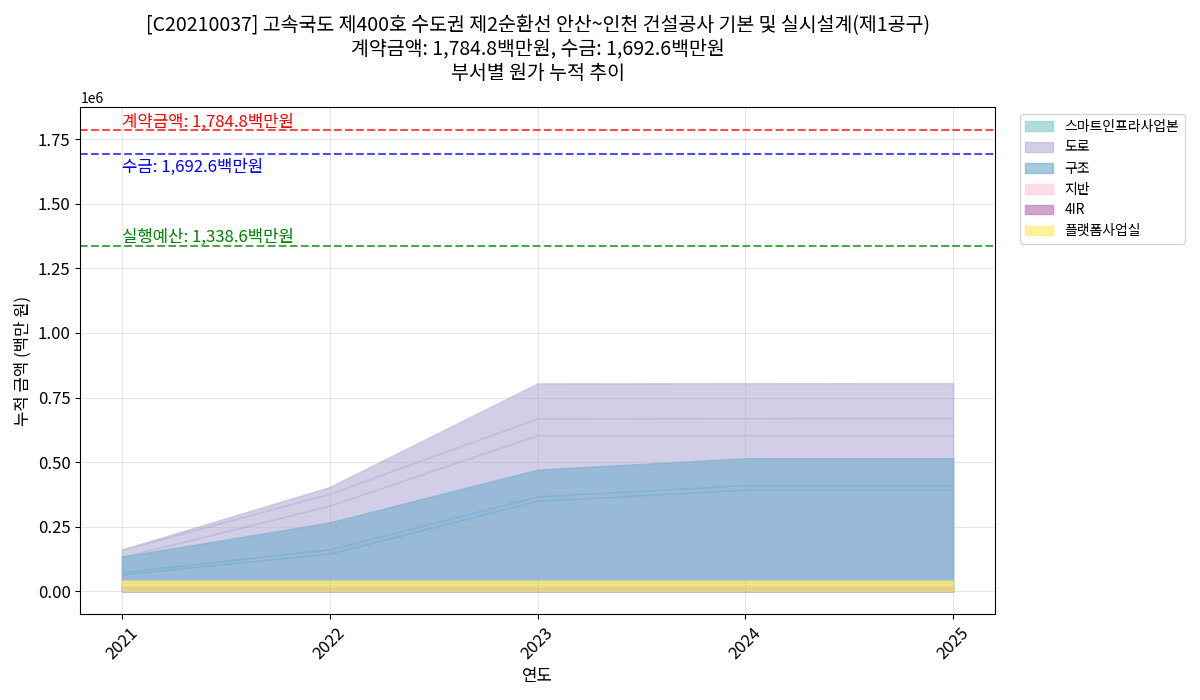 [C20210037] 고속국도 제400호 수도권 제2순환선 안산~인천 건설공사 기본 및 실시설계(제1공구)
계약금액: 1,784.8백만원, 수금: 1,692.6백만원
부서별 원가 누적 추이
1e6
계약금액: 1,784.8백만원
수금: 1,692.6백만원
실행예산: 1,338.6백만원
1.75
1.50
1.25
1.00
0.75
0.50
0.25
0.00
누적 금액 (백만 원)
2021
2022
2023
2024
2025
연도
스마트인프라사업본
도로
구조
지반
4IR
플랫폼사업실